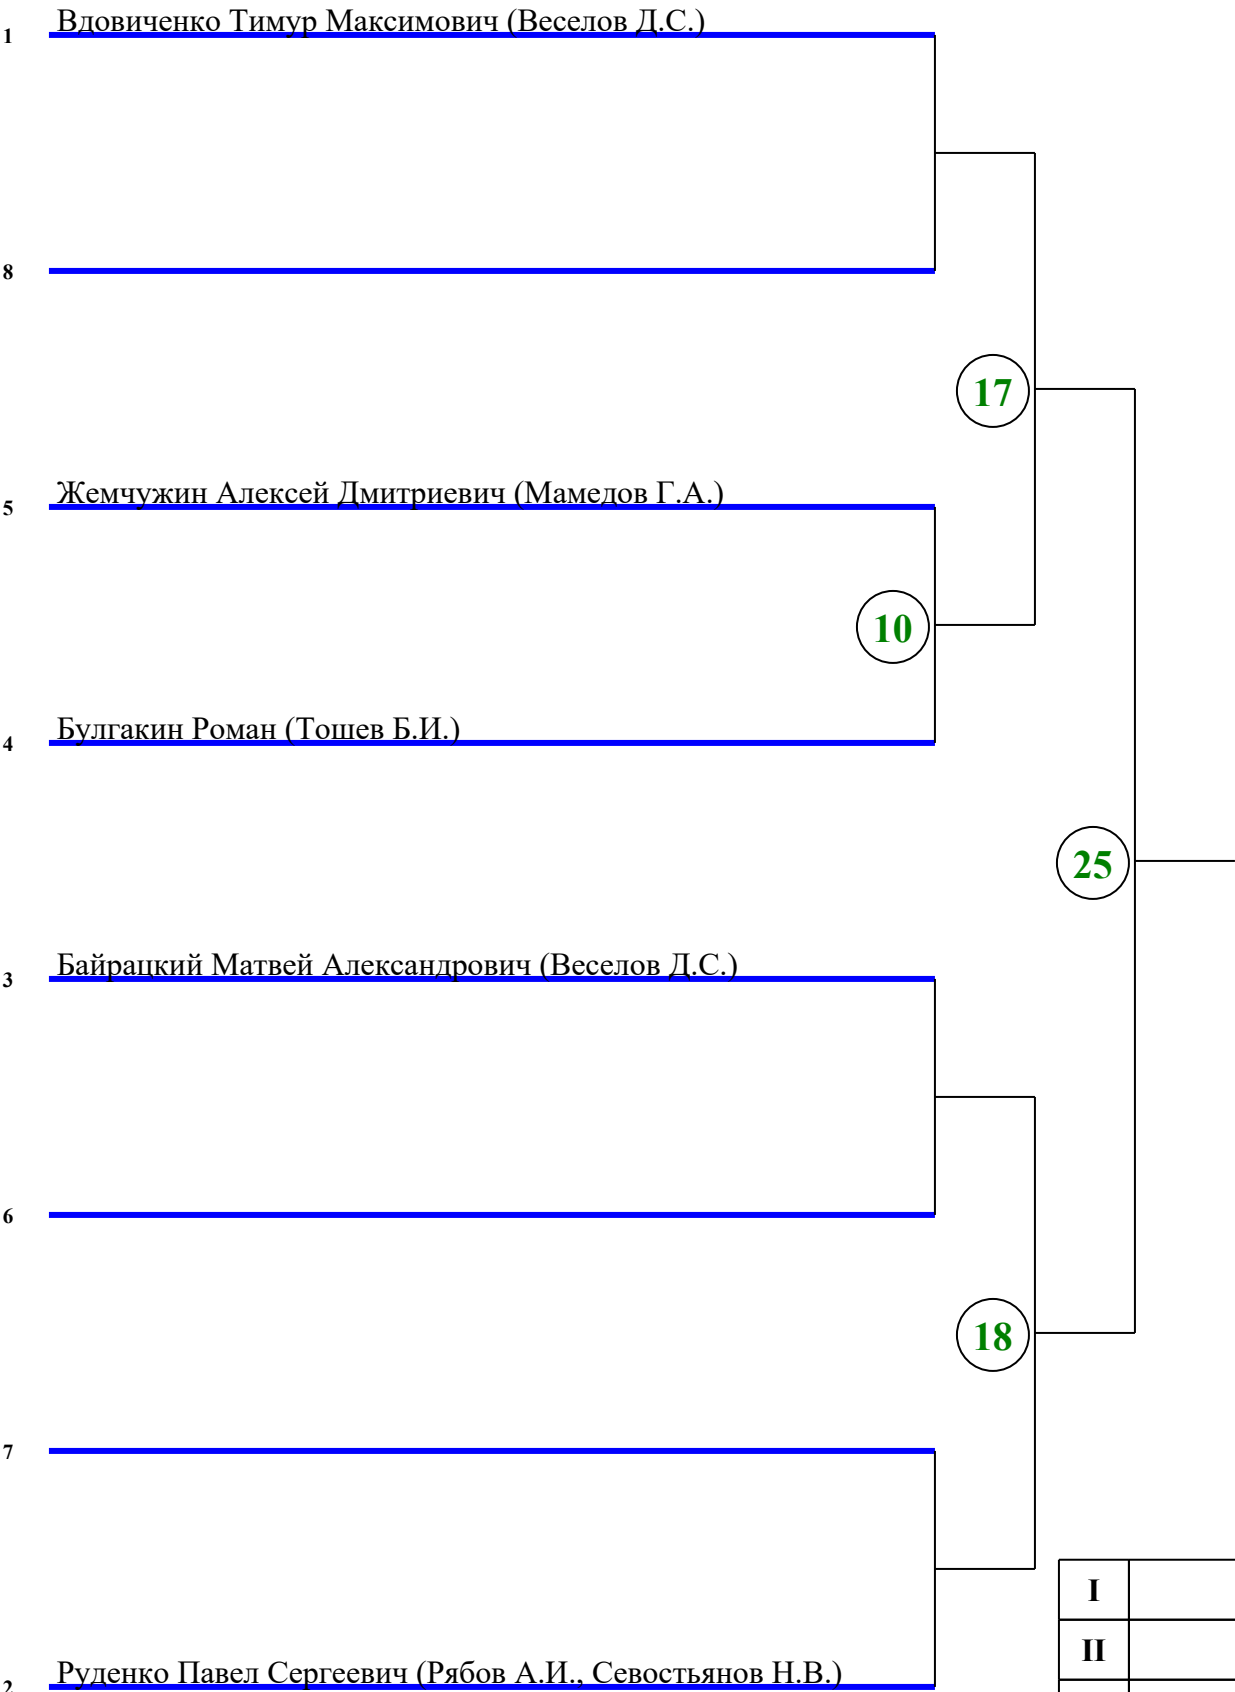 1 Вдовиченко Тимур Максимович (Веселов Д.С.)
8
17
5 Жемчужин Алексей Дмитриевич (Мамедов Г.А.)
10
4 Булгакин Роман (Тошев Б.И.)
25
3 Байрацкий Матвей Александрович (Веселов Д.С.)
6
18
7
I
II
2 Руденко Павел Сергеевич (Рябов А.И., Севостьянов Н.В.)